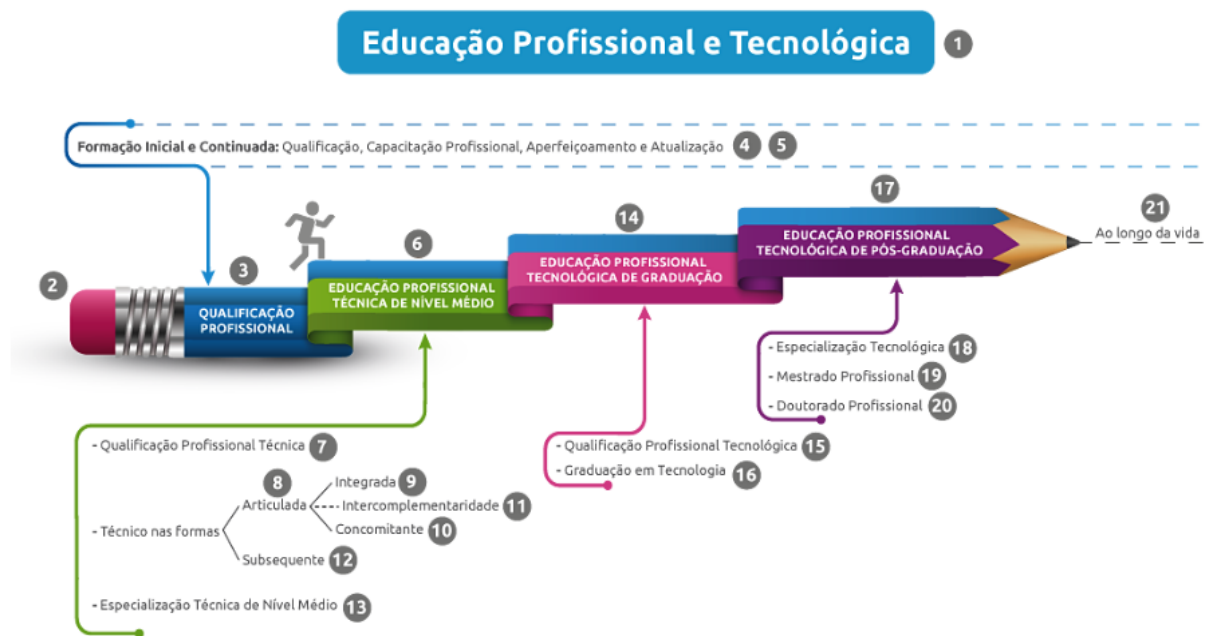 Educação Profissional e Tecnológica 1
Formação Inicial e Continuada: Qualificação, Capacitação Profissional, Aperfeiçoamento e Atualização 4 5
17
21
Ao longo da vida
14
EDUCAÇÃO PROFISSIONAL
TECNOLÓGICA DE PÓS-GRADUAÇÃO
6
EDUCAÇÃO PROFISSIONAL
TECNOLÓGICA DE GRADUAÇÃO
2
3
EDUCAÇÃO PROFISSIONAL
TÉCNICA DE NÍVEL MÉDIO
QUALIFICAÇÃO
PROFISSIONAL
- Especialização Tecnológica 18
- Mestrado Profissional 19
- Doutorado Profissional 20
- Qualificação Profissional Técnica 7
- Qualificação Profissional Tecnológica 15
- Graduação em Tecnologia 16
8
Integrada 9
Articulada
Intercomplementaridade 11
- Técnico nas formas
Concomitante 10
Subsequente 12
- Especialização Técnica de Nível Médio 13